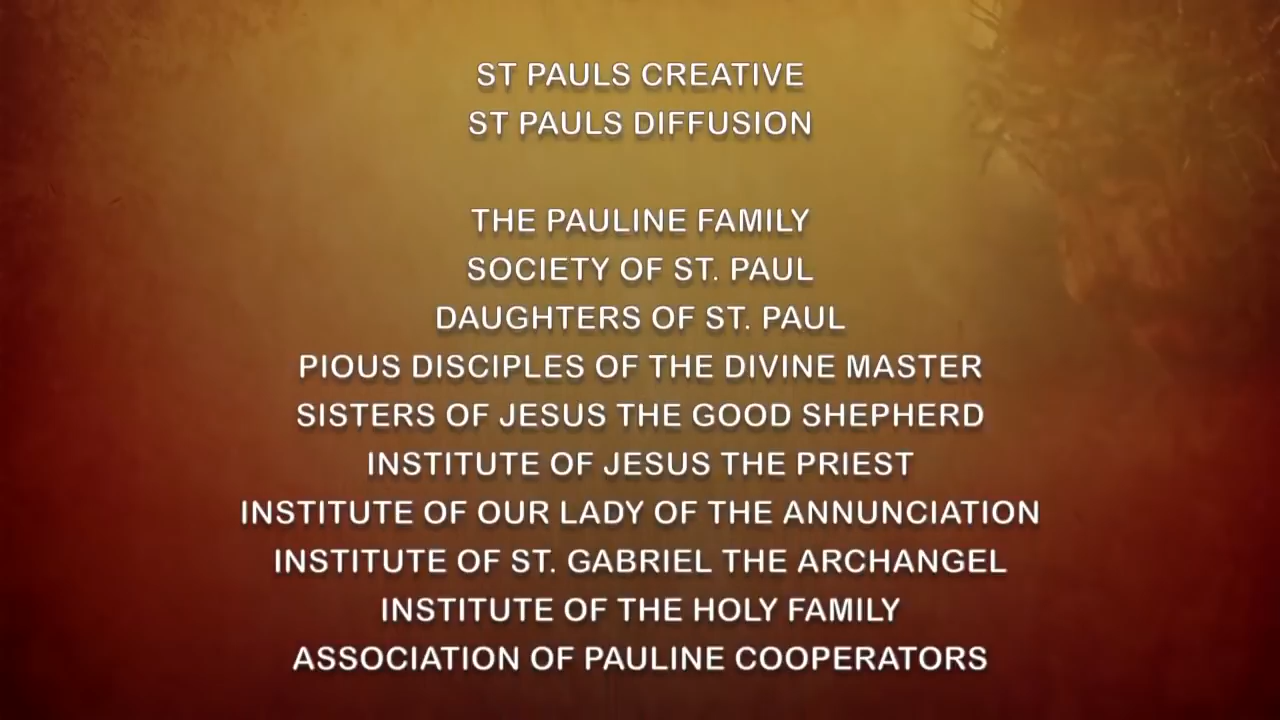 ST PAULS CREATIVE
ST PAULS DIFFUSION
THE PAULINE FAMILY
SOCIETY OF ST. PAUL
DAUGHTERS OF ST. PAUL
PIOUS DISCIPLES OF THE DIVINE MASTER
SISTERS OF JESUS THE GOOD SHEPHERD
INSTITUTE OF JESUS THE PRIEST
INSTITUTE OF OUR LADY OF THE ANNUNCIATION
INSTITUTE OF ST. GABRIEL THE ARCHANGEL
INSTITUTE OF THE HOLY FAMILY
ASSOCIATION OF PAULINE COOPERATORS